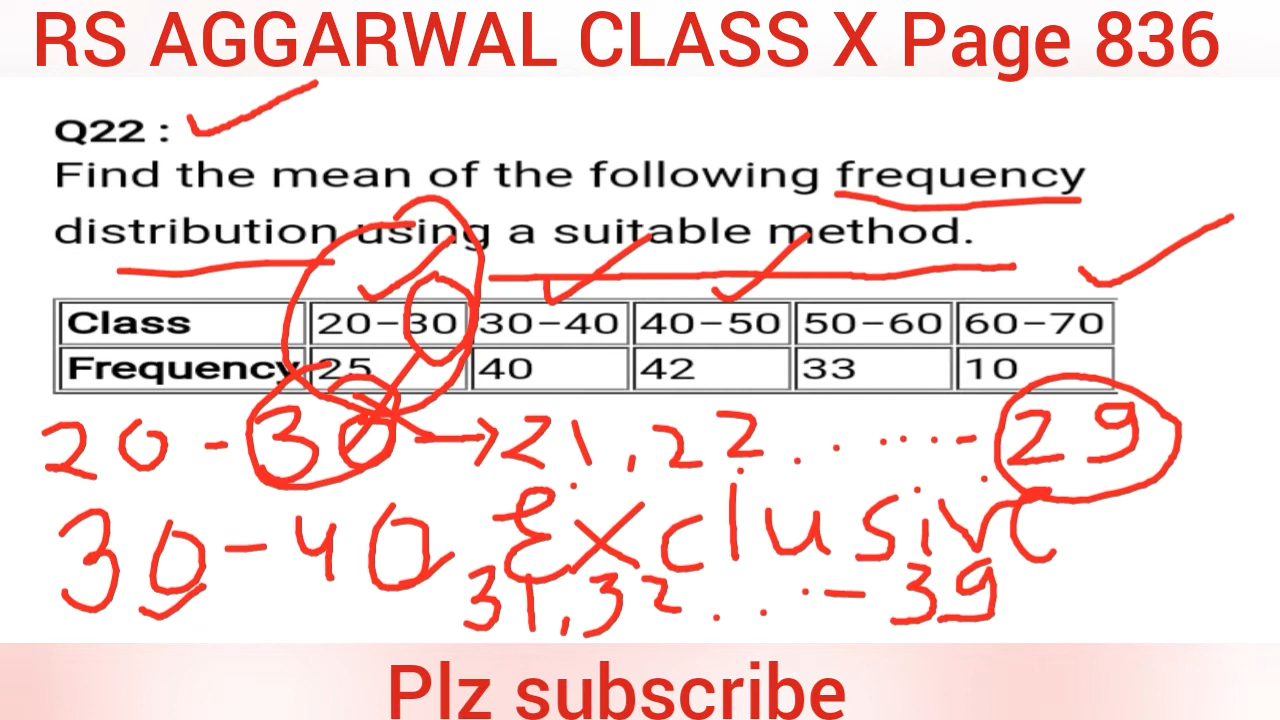 RS AGGARWAL CLASS X Page 836
Q22 :
Find the mean of the following frequency
distribution using a suitable method.
Class 20-30 30-40 40-50 50-60 60-70
Frequency 25 40 42 33 10
20-30 → 21, 22 . . . . . . - 29
30-40 Exclusive
31, 32 . . . - 39
Plz subscribe